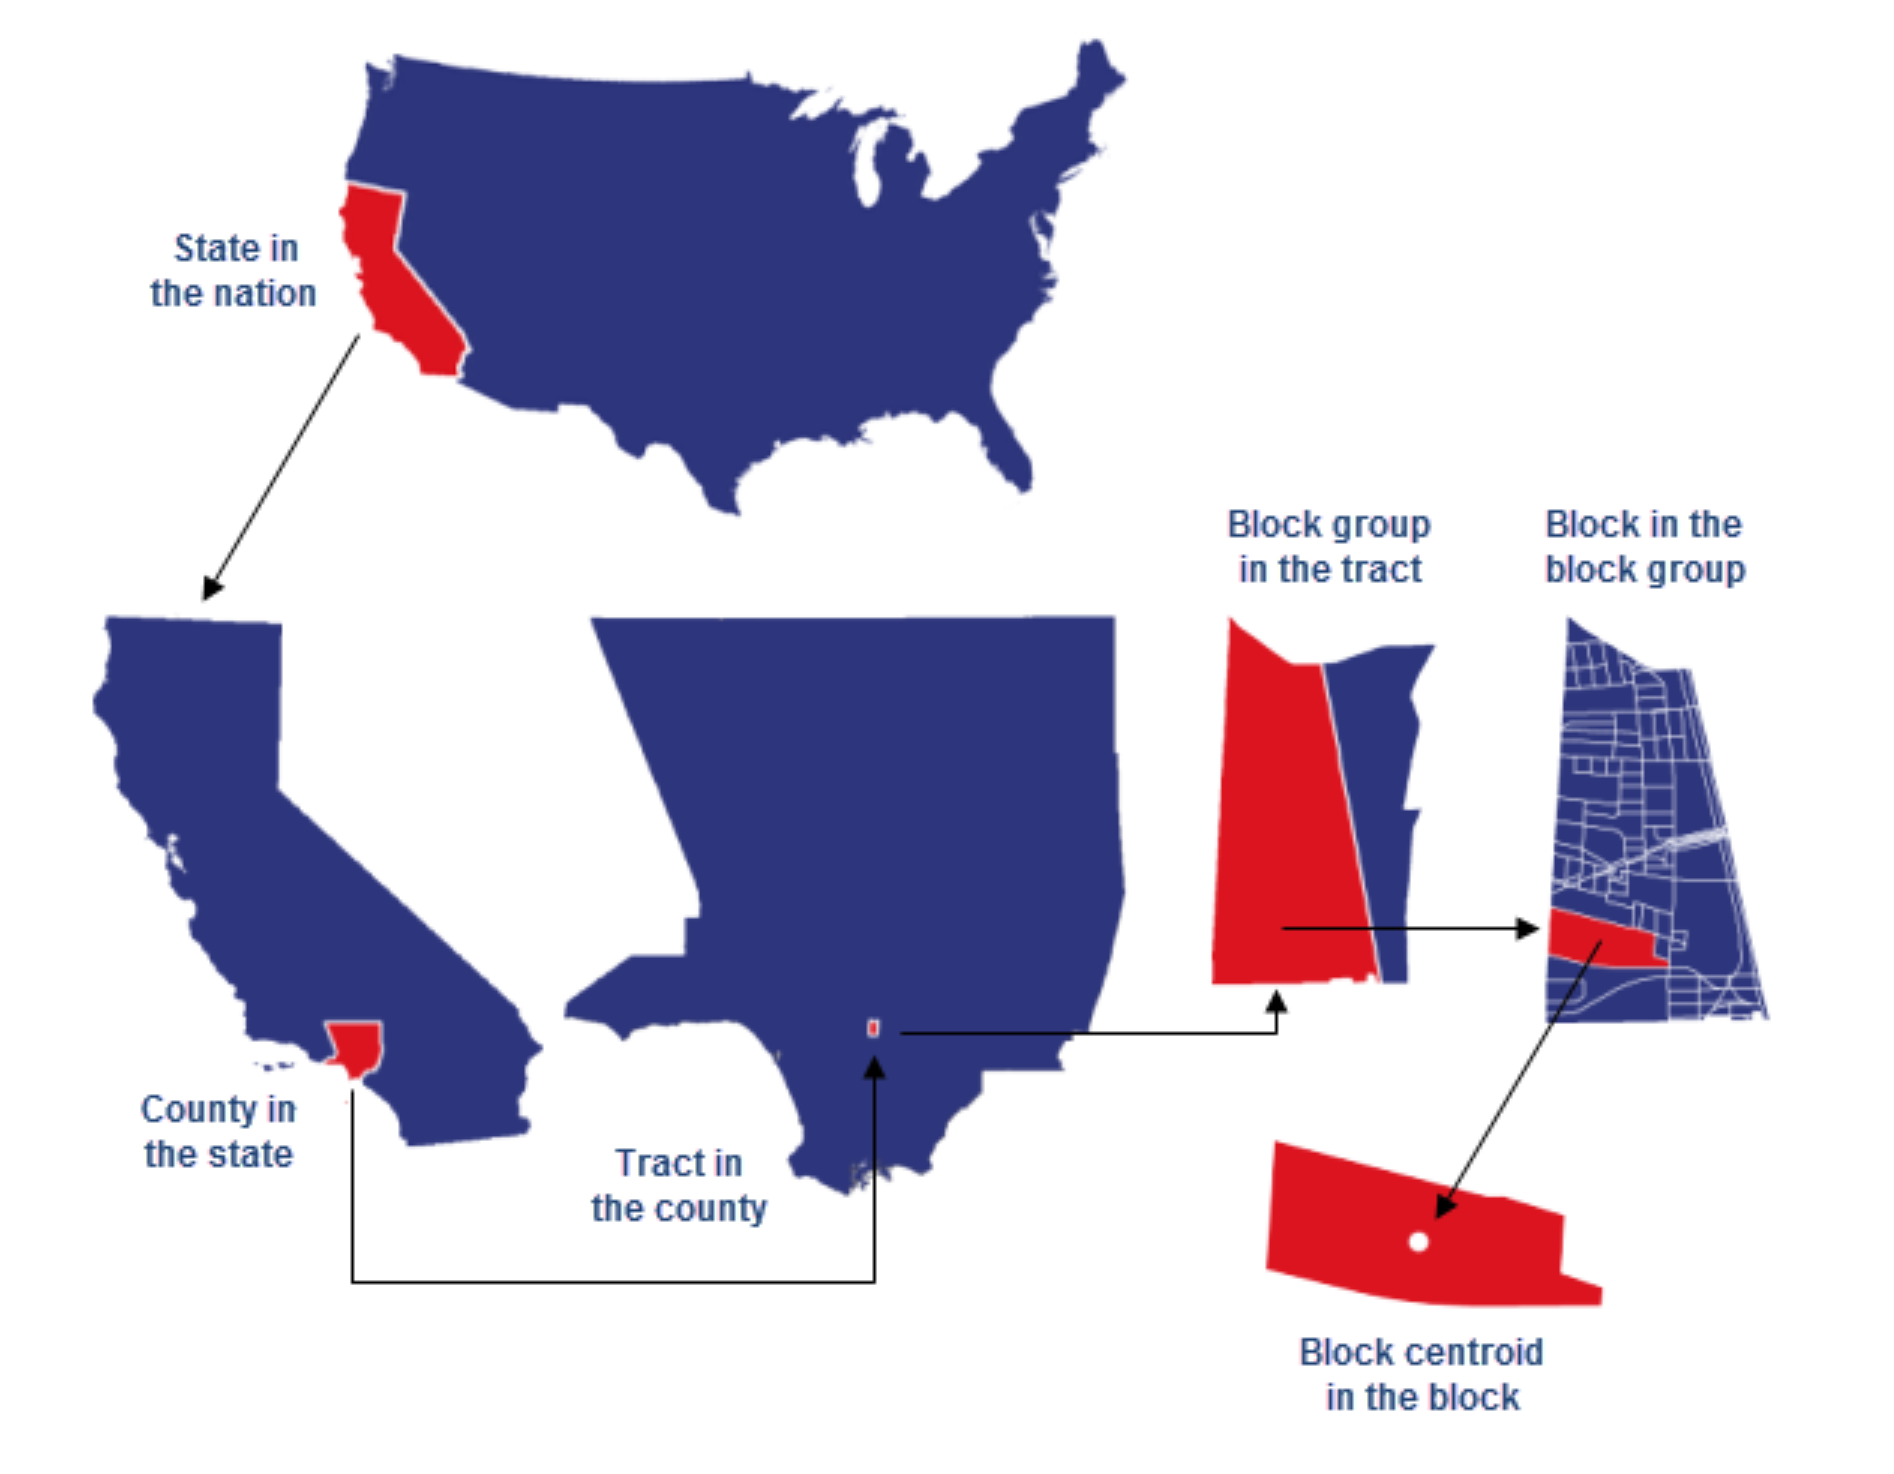 State in
the nation
Block group
in the tract
Block in the
block group
County in
the state
Tract in
the county
Block centroid
in the block